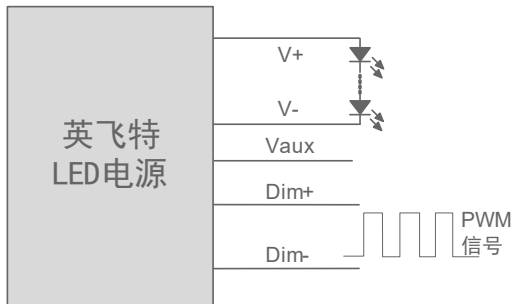 英飞特
LED电源
V+
V-
Vaux
Dim+
Dim-
PWM
信号